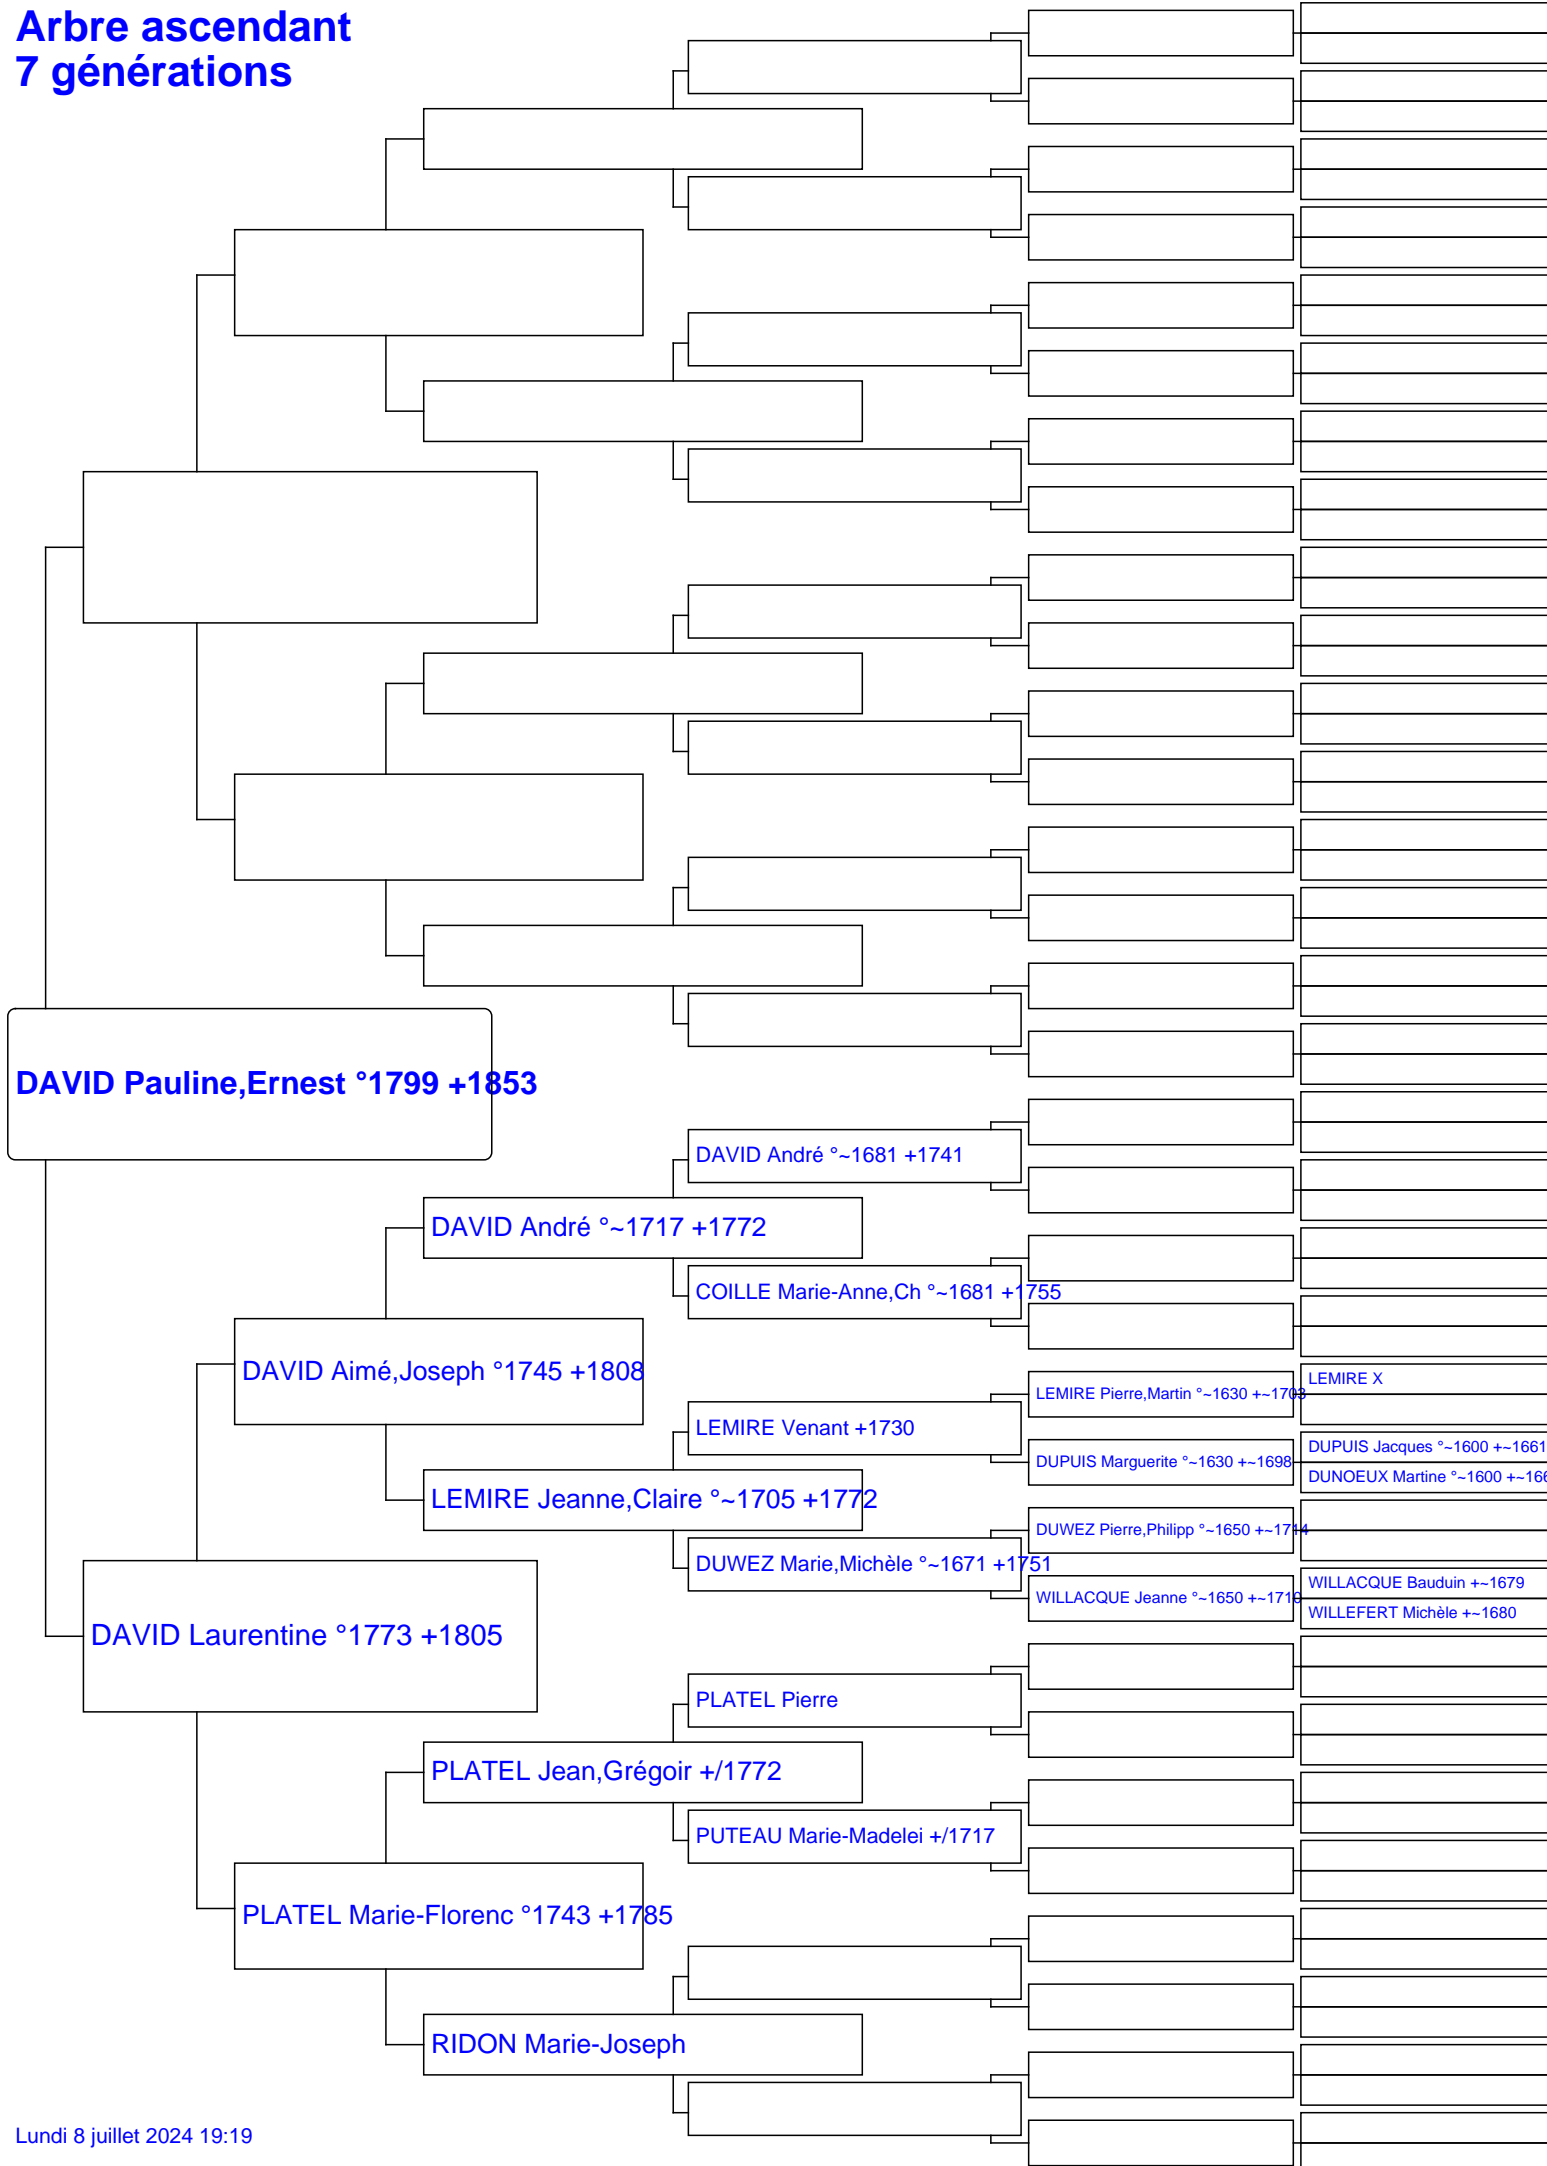 Arbre ascendant
7 générations
DAVID Pauline,Ernest °1799 +1853
DAVID André °~1681 +1741
DAVID André °~1717 +1772
COILLE Marie-Anne,Ch °~1681 +1755
DAVID Aimé,Joseph °1745 +1808
LEMIRE X
LEMIRE Pierre,Martin °~1630 +~1703
LEMIRE Venant +1730
DUPUIS Jacques °~1600 +~1661
DUPUIS Marguerite °~1630 +~1698
DUNOEUX Martine °~1600 +~166
LEMIRE Jeanne,Claire °~1705 +1772
DUWEZ Pierre,Philipp °~1650 +~1714
DUWEZ Marie,Michèle °~1671 +1751
WILLACQUE Bauduin +~1679
WILLACQUE Jeanne °~1650 +~1710
WILLEFERT Michèle +~1680
DAVID Laurentine °1773 +1805
PLATEL Pierre
PLATEL Jean,Grégoir +/1772
PUTEAU Marie-Madelei +/1717
PLATEL Marie-Florenc °1743 +1785
RIDON Marie-Joseph
Lundi 8 juillet 2024 19:19